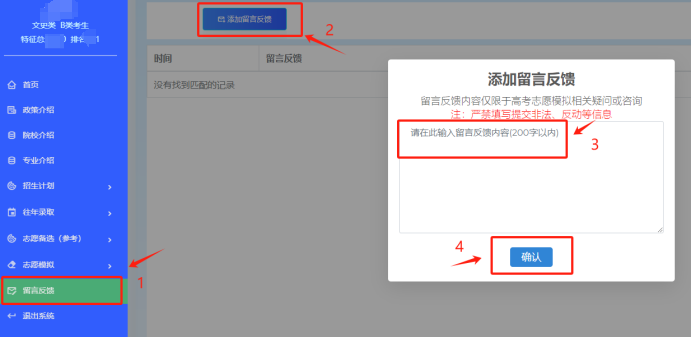 文史类 B类考生
特征总 0 排名 1
首页
政策介绍
院校介绍
专业介绍
招生计划
往年录取
志愿备选（参考）
志愿模拟
留言反馈
退出系统
1
添加留言反馈
2
时间 留言反馈
没有找到匹配的记录
添加留言反馈
留言反馈内容仅限于高考志愿模拟相关疑问或咨询
注：严禁填写提交非法、反动等信息
请在此输入留言反馈内容(200字以内)
3
4
确认